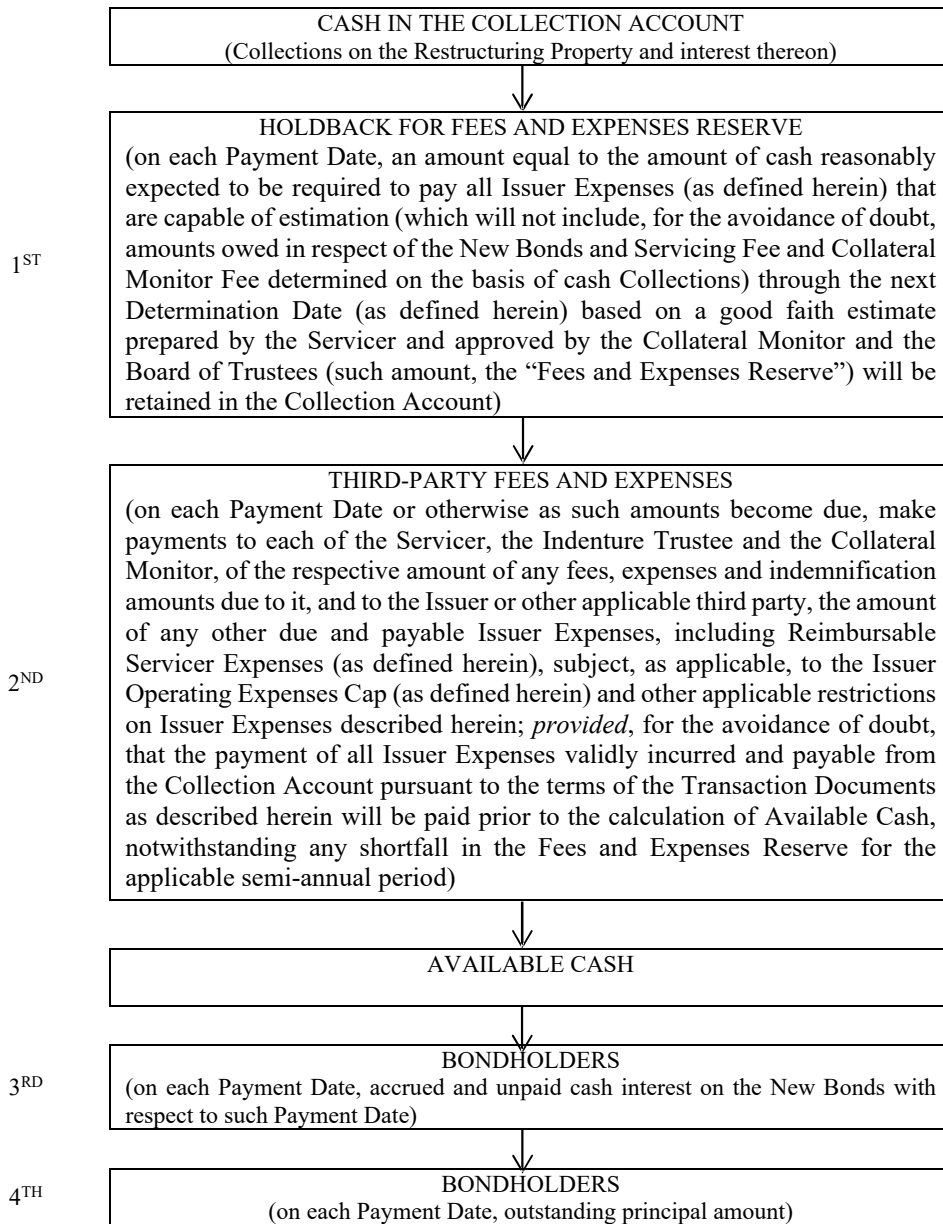 CASH IN THE COLLECTION ACCOUNT
(Collections on the Restructuring Property and interest thereon)
1ST
HOLDBACK FOR FEES AND EXPENSES RESERVE
(on each Payment Date, an amount equal to the amount of cash reasonably
expected to be required to pay all Issuer Expenses (as defined herein) that
are capable of estimation (which will not include, for the avoidance of doubt,
amounts owed in respect of the New Bonds and Servicing Fee and Collateral
Monitor Fee determined on the basis of cash Collections) through the next
Determination Date (as defined herein) based on a good faith estimate
prepared by the Servicer and approved by the Collateral Monitor and the
Board of Trustees (such amount, the “Fees and Expenses Reserve”) will be
retained in the Collection Account)
2ND
THIRD-PARTY FEES AND EXPENSES
(on each Payment Date or otherwise as such amounts become due, make
payments to each of the Servicer, the Indenture Trustee and the Collateral
Monitor, of the respective amount of any fees, expenses and indemnification
amounts due to it, and to the Issuer or other applicable third party, the amount
of any other due and payable Issuer Expenses, including Reimbursable
Servicer Expenses (as defined herein), subject, as applicable, to the Issuer
Operating Expenses Cap (as defined herein) and other applicable restrictions
on Issuer Expenses described herein; provided, for the avoidance of doubt,
that the payment of all Issuer Expenses validly incurred and payable from
the Collection Account pursuant to the terms of the Transaction Documents
as described herein will be paid prior to the calculation of Available Cash,
notwithstanding any shortfall in the Fees and Expenses Reserve for the
applicable semi-annual period)
AVAILABLE CASH
3RD
BONDHOLDERS
(on each Payment Date, accrued and unpaid cash interest on the New Bonds with
respect to such Payment Date)
4TH
BONDHOLDERS
(on each Payment Date, outstanding principal amount)